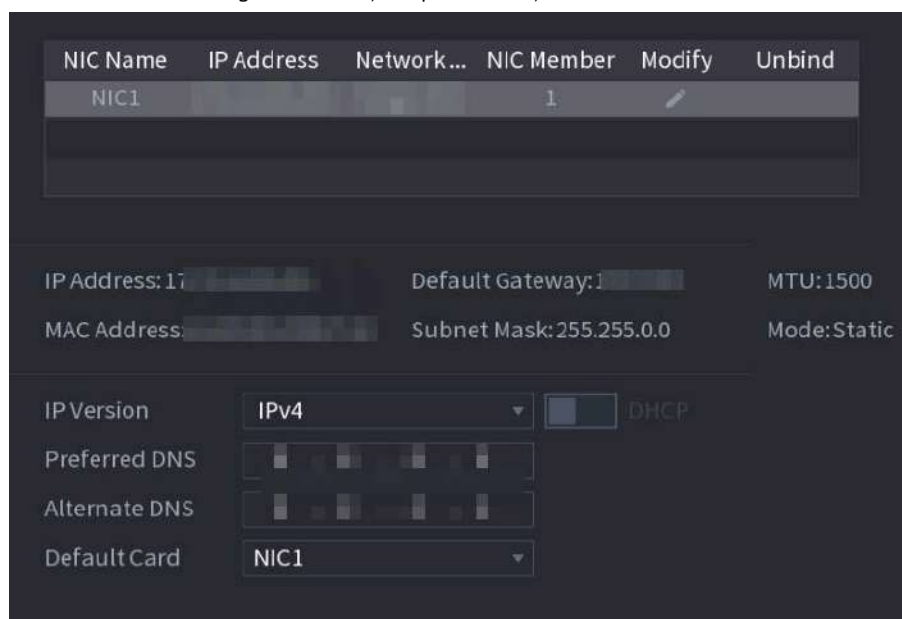 NIC Name IP Address Network... NIC Member Modify Unbind
NIC1 1
IP Address:17 Default Gateway:1 MTU:1500
MAC Address: Subnet Mask:255.255.0.0 Mode:Static
IP Version IPv4 DHCP
Preferred DNS
Alternate DNS
Default Card NIC1